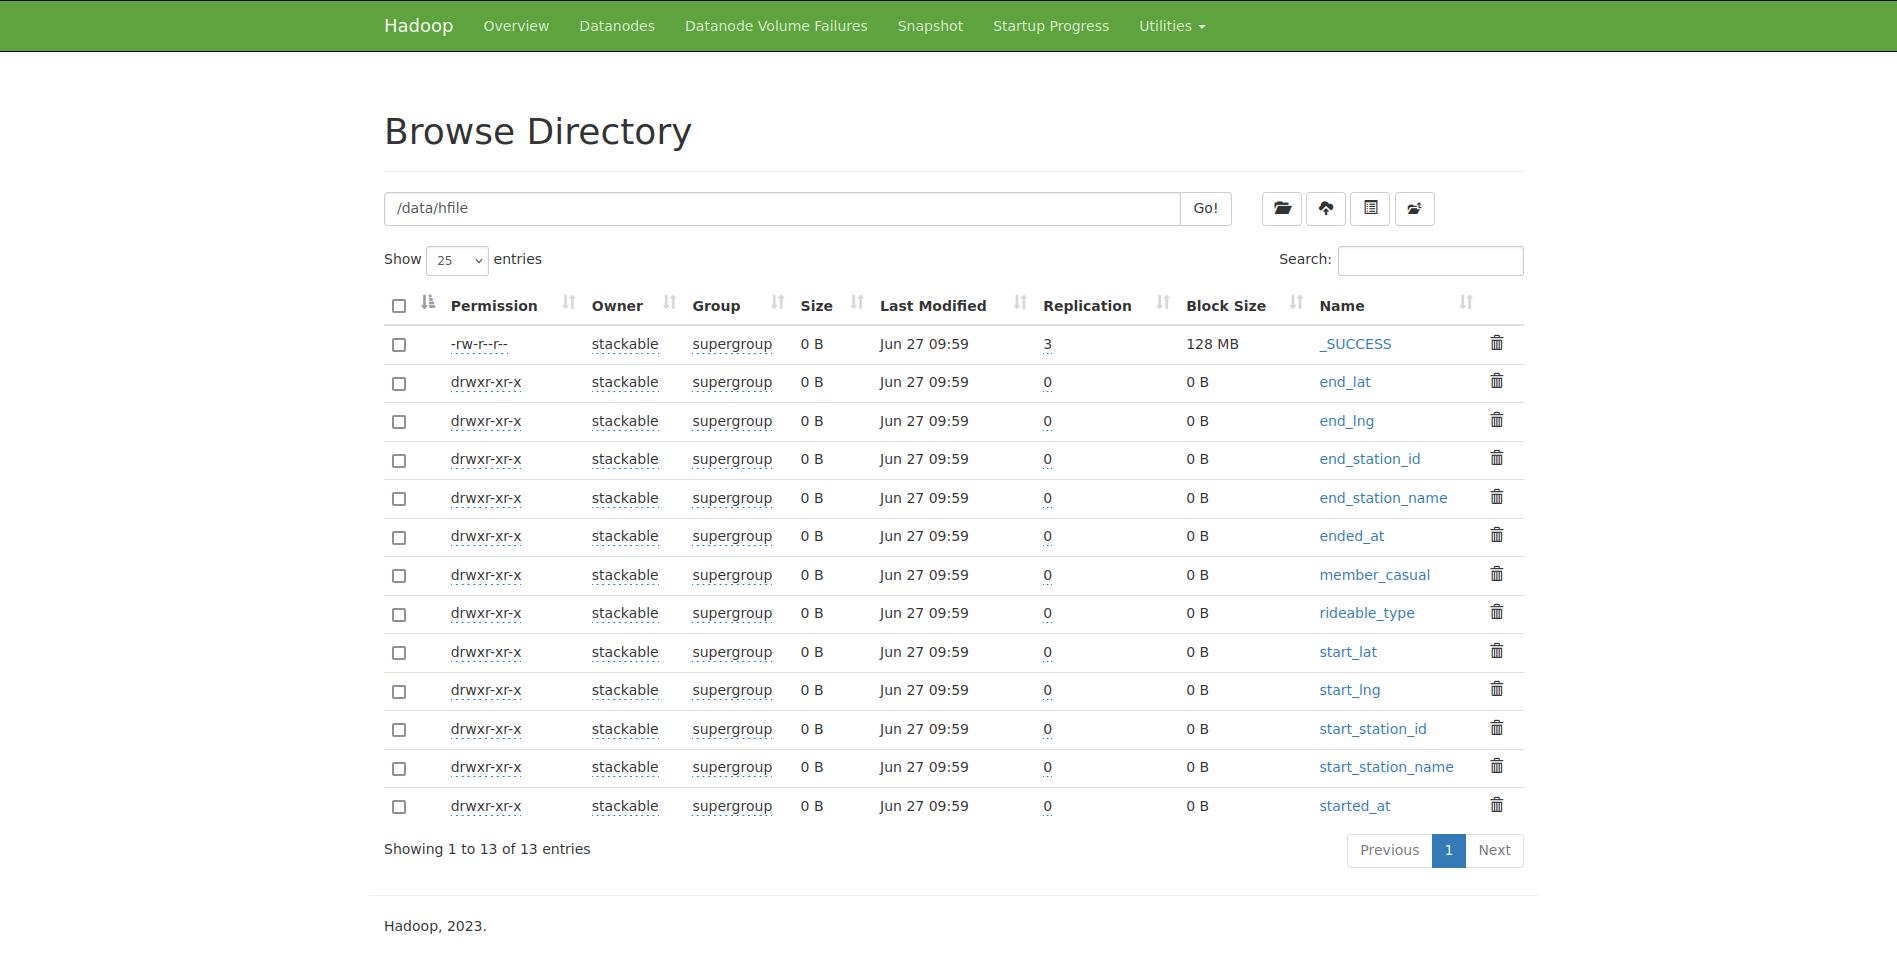 Hadoop Overview Datanodes Datanode Volume Failures Snapshot Startup Progress Utilities
Browse Directory
/data/hfile Go!
Show 25 entries Search:
Permission Owner Group Size Last Modified Replication Block Size Name
-rw-r--r-- stackable supergroup 0 B Jun 27 09:59 3 128 MB _SUCCESS
drwxr-xr-x stackable supergroup 0 B Jun 27 09:59 0 0 B end_lat
drwxr-xr-x stackable supergroup 0 B Jun 27 09:59 0 0 B end_lng
drwxr-xr-x stackable supergroup 0 B Jun 27 09:59 0 0 B end_station_id
drwxr-xr-x stackable supergroup 0 B Jun 27 09:59 0 0 B end_station_name
drwxr-xr-x stackable supergroup 0 B Jun 27 09:59 0 0 B ended_at
drwxr-xr-x stackable supergroup 0 B Jun 27 09:59 0 0 B member_casual
drwxr-xr-x stackable supergroup 0 B Jun 27 09:59 0 0 B rideable_type
drwxr-xr-x stackable supergroup 0 B Jun 27 09:59 0 0 B start_lat
drwxr-xr-x stackable supergroup 0 B Jun 27 09:59 0 0 B start_lng
drwxr-xr-x stackable supergroup 0 B Jun 27 09:59 0 0 B start_station_id
drwxr-xr-x stackable supergroup 0 B Jun 27 09:59 0 0 B start_station_name
drwxr-xr-x stackable supergroup 0 B Jun 27 09:59 0 0 B started_at
Showing 1 to 13 of 13 entries Previous 1 Next
Hadoop, 2023.